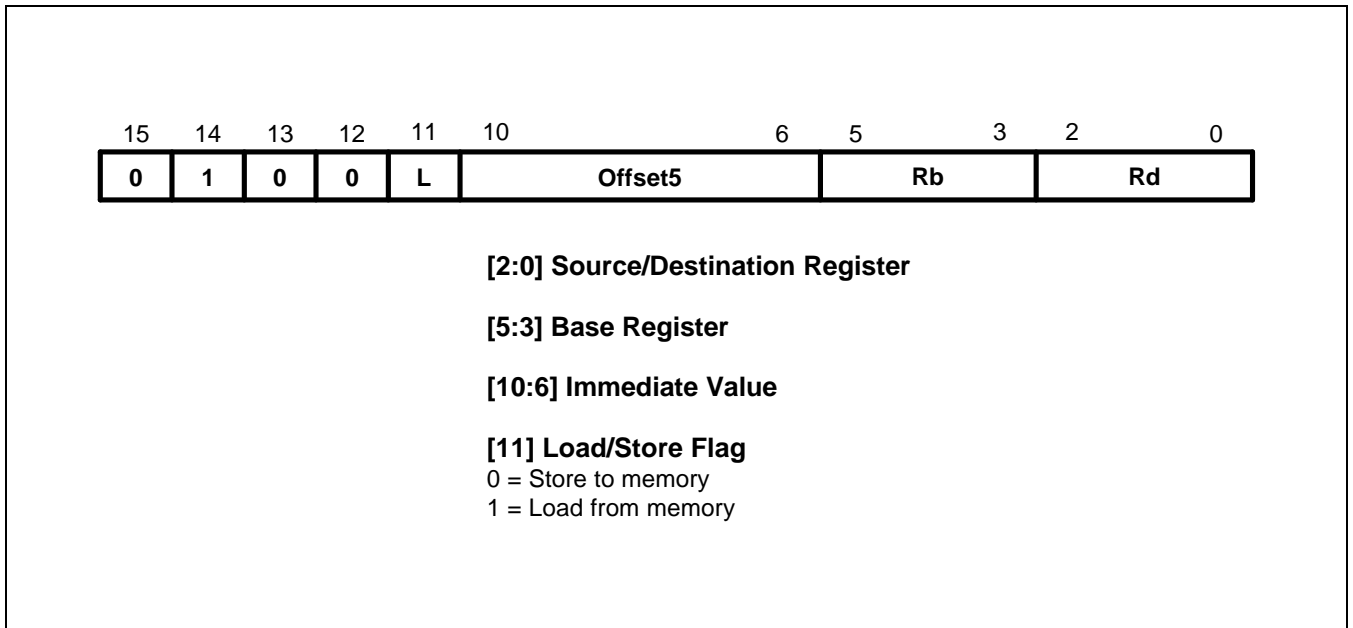 15 14 13 12 11 10 6 5 3 2 0
0 1 0 0 L Offset5 Rb Rd
[2:0] Source/Destination Register
[5:3] Base Register
[10:6] Immediate Value
[11] Load/Store Flag
0 = Store to memory
1 = Load from memory